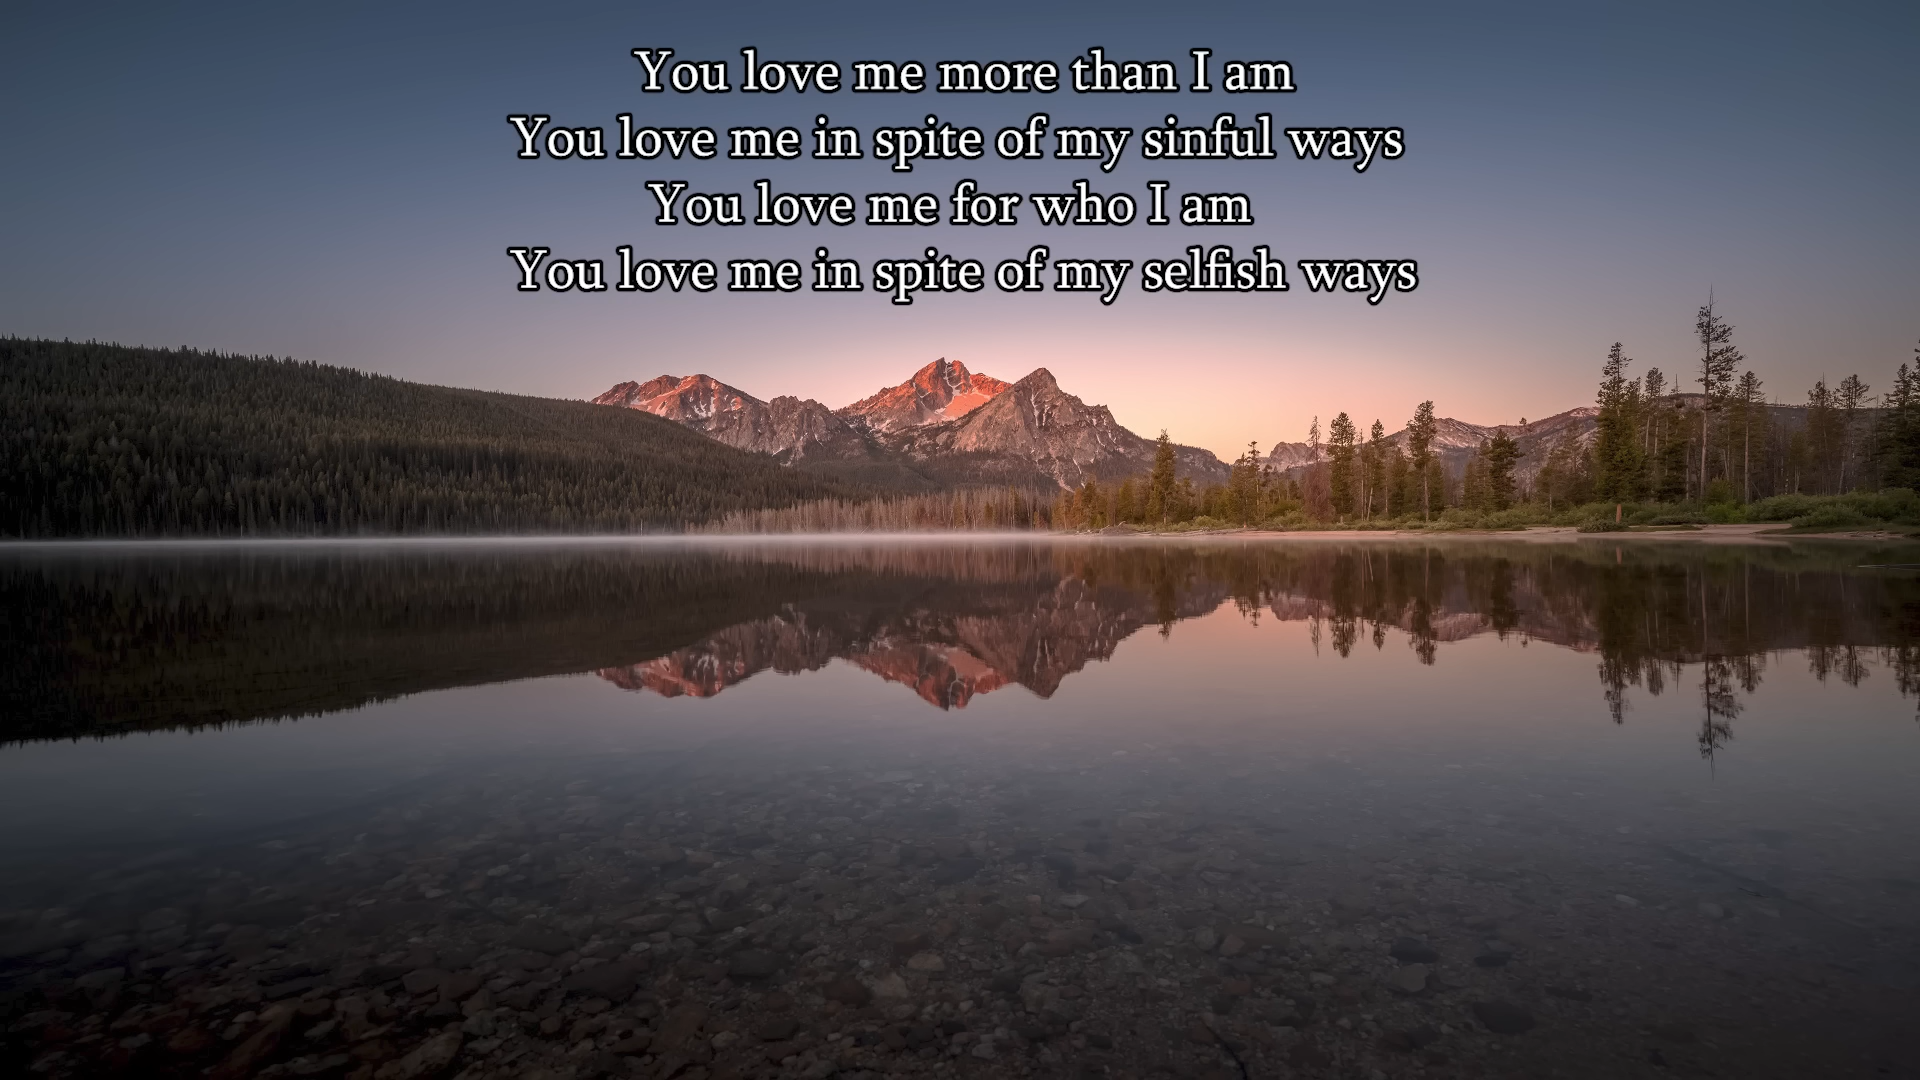 You love me more than I am
You love me in spite of my sinful ways
You love me for who I am
You love me in spite of my selfish ways